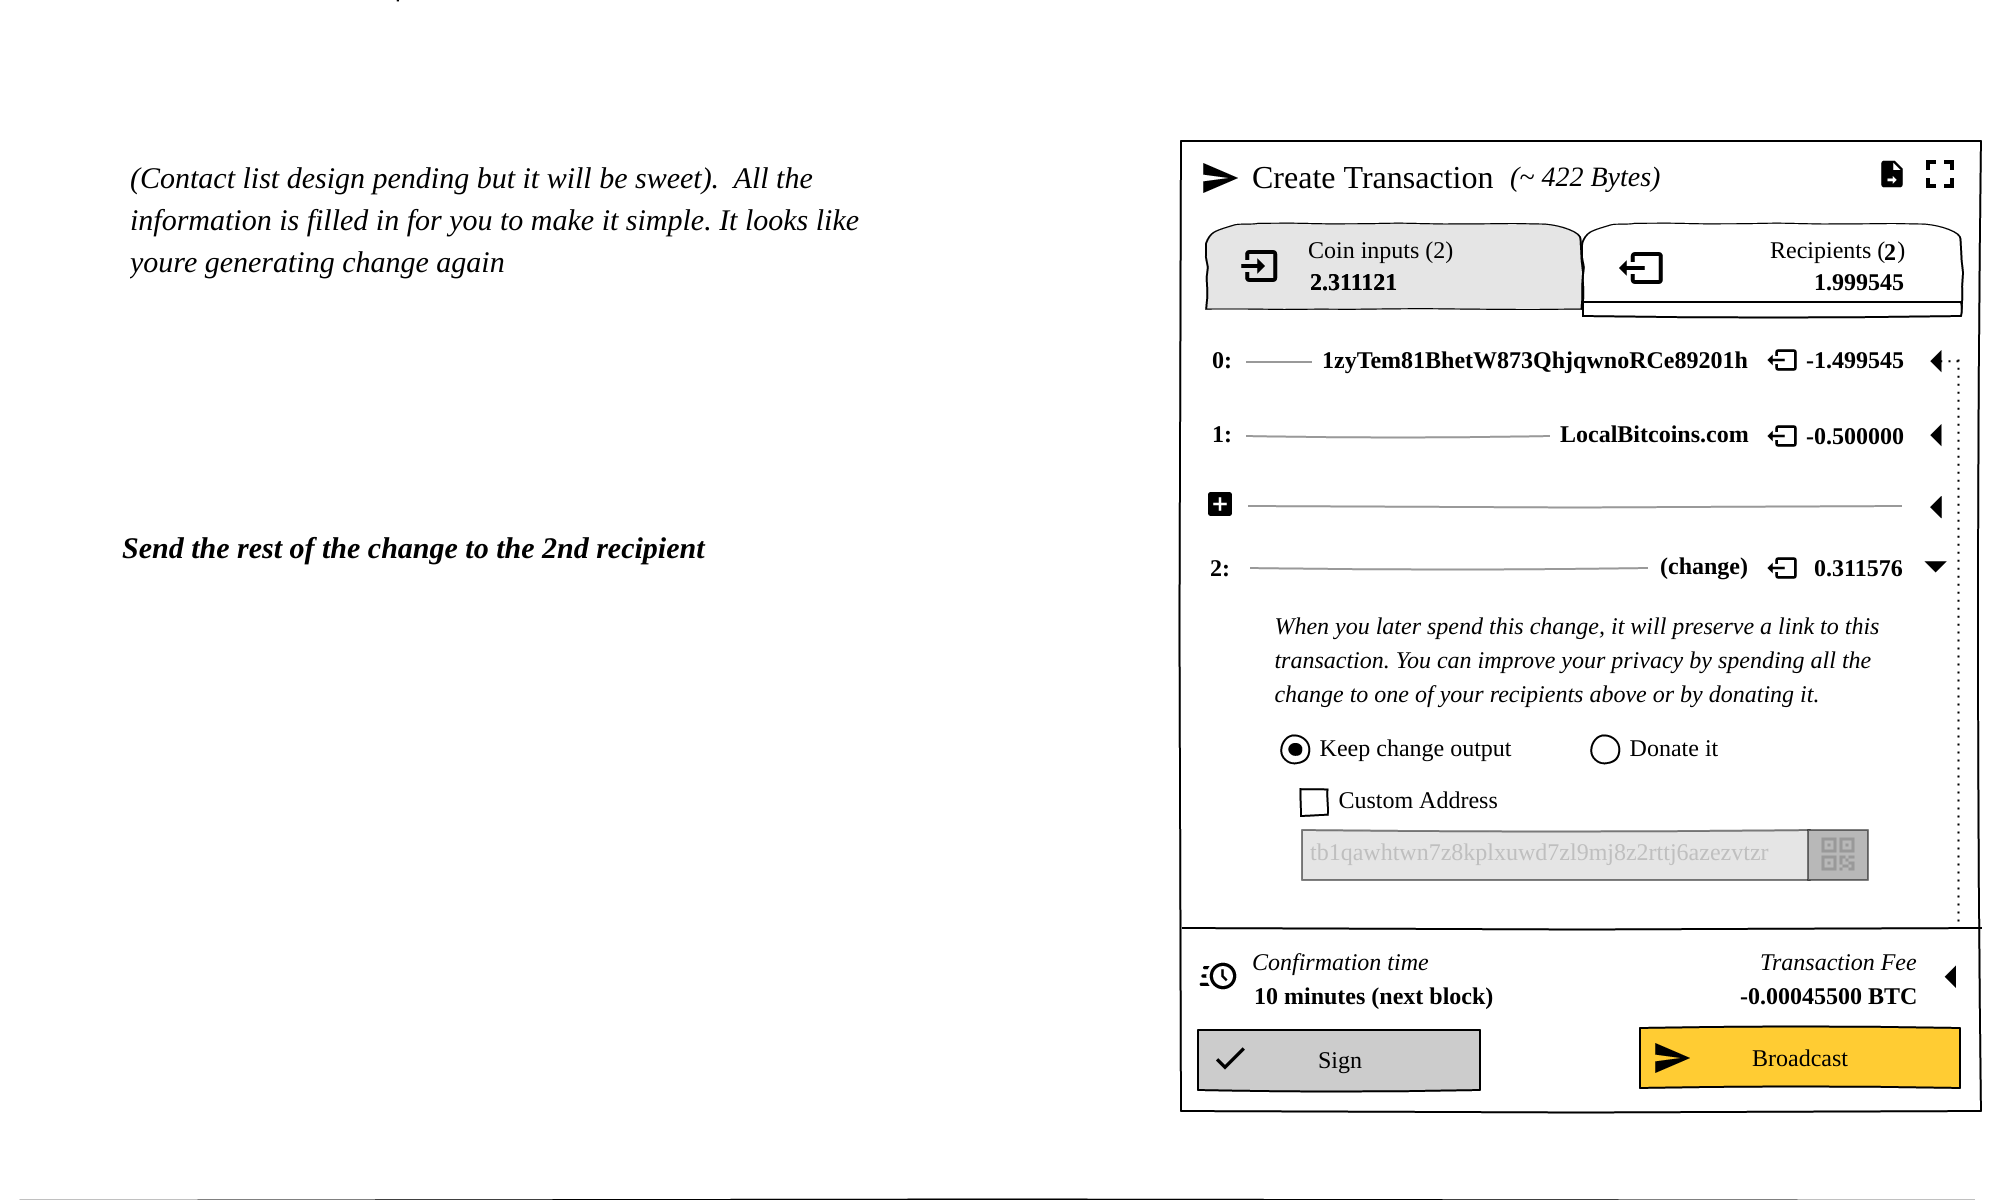 (Contact list design pending but it will be sweet).  All the
information is filled in for you to make it simple. It looks like
youre generating change again
Send the rest of the change to the 2nd recipient
Create Transaction (~ 422 Bytes)
Coin inputs (2)
2.311121
Recipients (2)
1.999545
0: 1zyTem81BhetW873QhjqwnoRCe89201h -1.499545
1: LocalBitcoins.com -0.500000
2: (change) 0.311576
When you later spend this change, it will preserve a link to this
transaction. You can improve your privacy by spending all the
change to one of your recipients above or by donating it.
Keep change output Donate it
Custom Address
tb1qawhtwn7z8kplxuwd7zl9mj8z2rttj6azezvtzr
Confirmation time
10 minutes (next block)
Transaction Fee
-0.00045500 BTC
Sign Broadcast